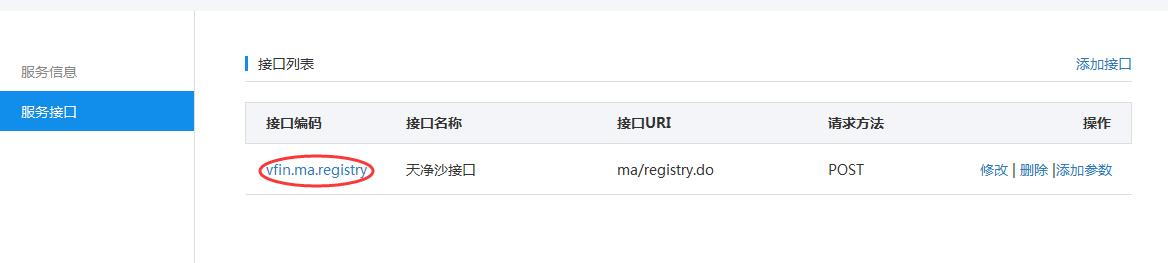 服务信息
服务接口
接口列表 添加接口
接口编码 接口名称 接口URI 请求方法 操作
vfin.ma.registry 天净沙接口 ma/registry.do POST 修改 | 删除 |添加参数